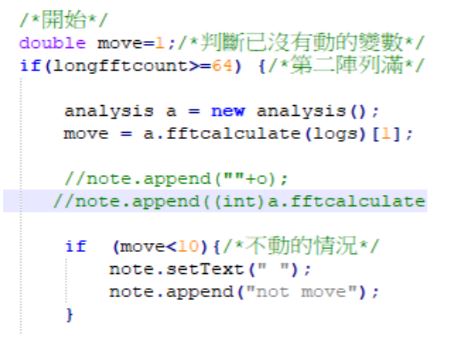 /*開始*/
double move=1;/*判斷已沒有動的變數*/
if(longfftcount>=64) {/*第二陣列滿*/
analysis a = new analysis();
move = a.fftcalculate(logs)[1];
//note.append(""+o);
//note.append((int)a.fftcalculate
if (move<10){/*不動的情況*/
note.setText(" ");
note.append("not move");
}